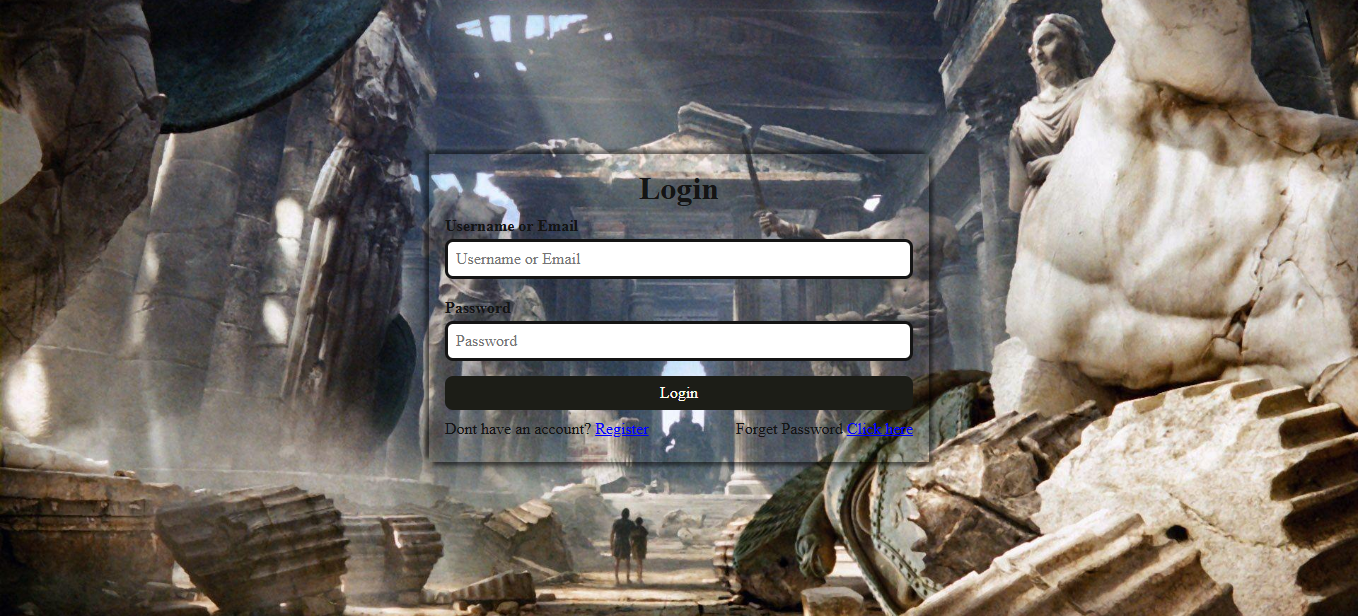 Login
Username or Email
Username or Email
Password
Password
Login
Dont have an account? Register Forget Password Click here